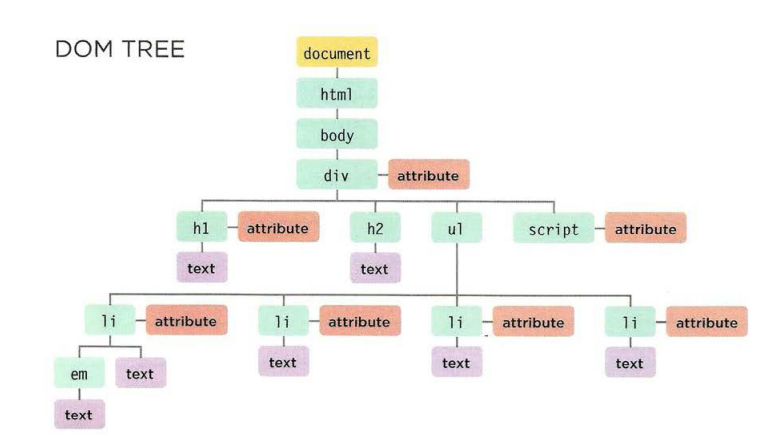 DOM TREE
document
html
body
div attribute
h1 attribute h2 ul script attribute
text text
li attribute li attribute li attribute li attribute
em text text text text
text